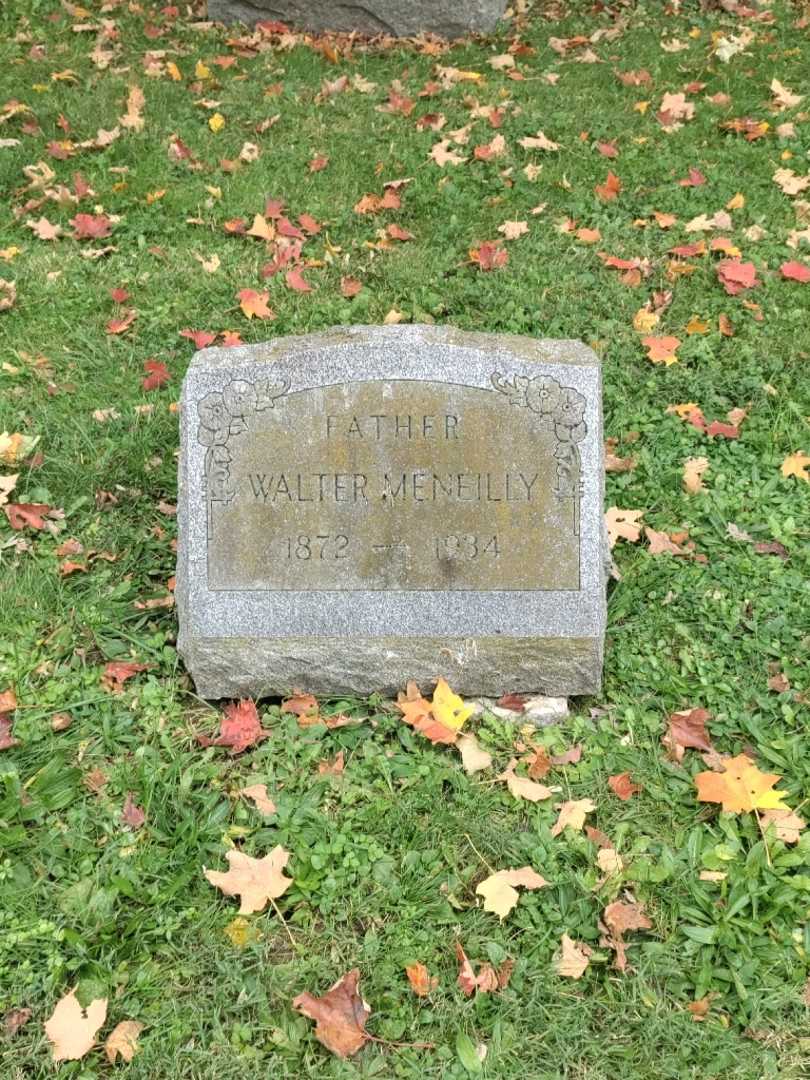 FATHER
WALTER MENEILLY
1872 — 1934